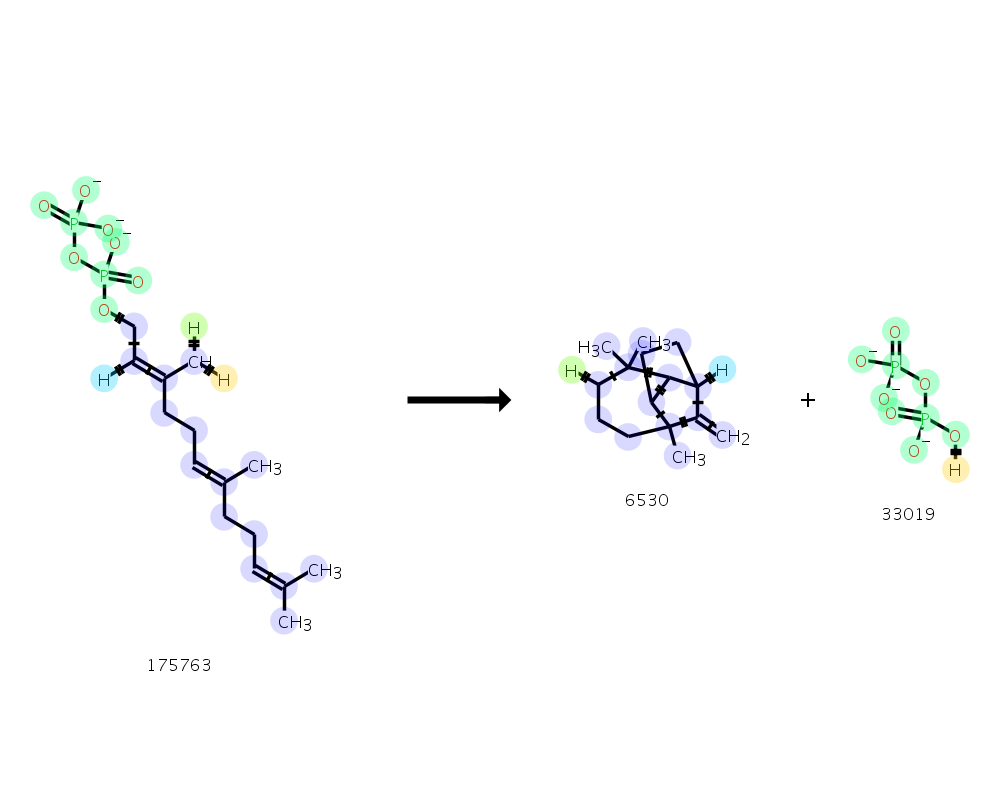 O⁻
O P O⁻
O⁻
O P O
O H
H CH H
CH3
CH3
CH3
175763
H3C CH3
H H
CH2
CH3
6530
+
O
O⁻ P
O O
O P
O⁻ O
H
33019